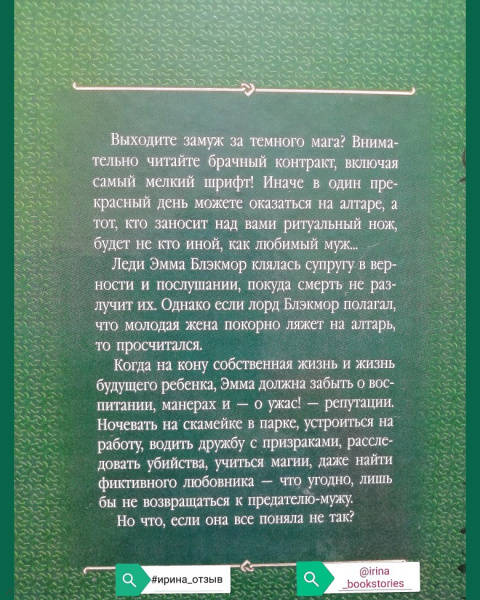 Выходите замуж за темного мага? Внима-
тельно читайте брачный контракт, включая
самый мелкий шрифт! Иначе в один пре-
красный день можете оказаться на алтаре, а
тот, кто заносит над вами ритуальный нож,
будет не кто иной, как любимый муж...
Леди Эмма Блэкмор клялась супругу в вер-
ности и послушании, покуда смерть не раз-
лучит их. Однако если лорд Блэкмор полагал,
что молодая жена покорно ляжет на алтарь,
то просчитался.
Когда на кону собственная жизнь и жизнь
будущего ребенка, Эмма должна забыть о вос-
питании, манерах и — о ужас! — репутации.
Ночевать на скамейке в парке, устроиться на
работу, водить дружбу с призраками, рассле-
довать убийства, учиться магии, даже найти
фиктивного любовника — что угодно, лишь
бы не возвращаться к предателю-мужу.
Но что, если она все поняла не так?
#ирина_отзыв
@irina
_bookstories